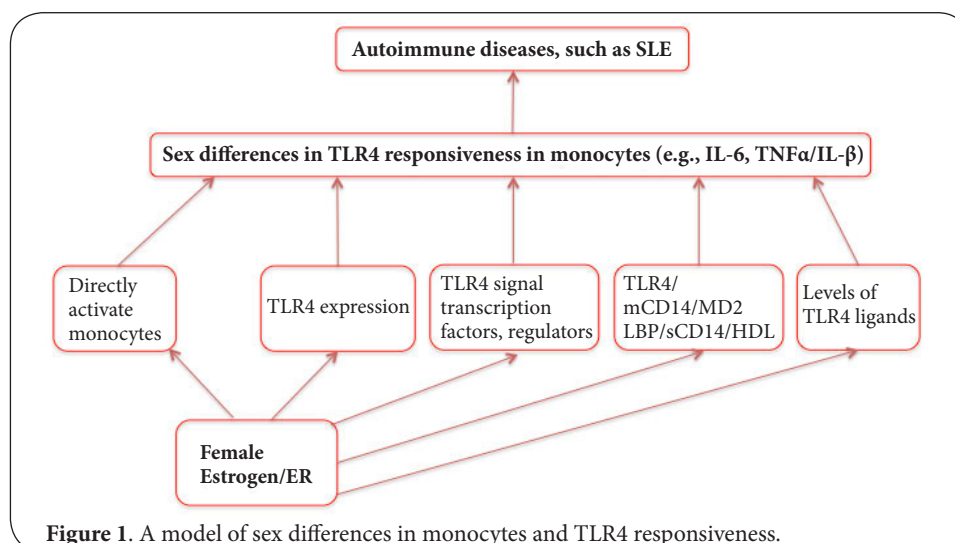 Autoimmune diseases, such as SLE
Sex differences in TLR4 responsiveness in monocytes (e.g., IL-6, TNFα/IL-β)
Directly
activate
monocytes
TLR4 expression
TLR4 signal
transcription
factors, regulators
TLR4/
mCD14/MD2
LBP/sCD14/HDL
Levels of
TLR4 ligands
Female
Estrogen/ER
Figure 1. A model of sex differences in monocytes and TLR4 responsiveness.